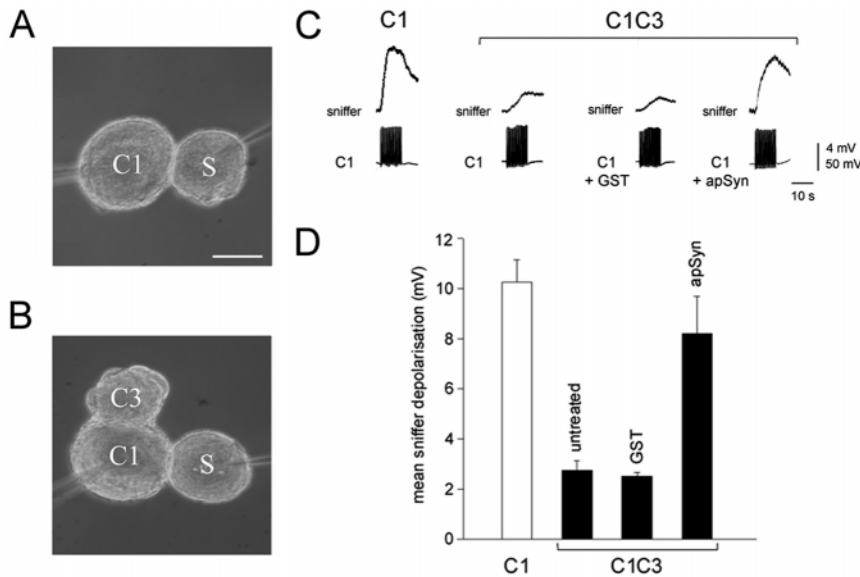 A
C1
S
B
C3
C1
S
C
C1
C1C3
sniffer
sniffer
sniffer
sniffer
C1
C1
C1
+ GST
C1
+ apSyn
4 mV
50 mV
10 s
D
mean sniffer depolarisation (mV)
12
10
8
6
4
2
0
untreated
GST
apSyn
C1
C1C3